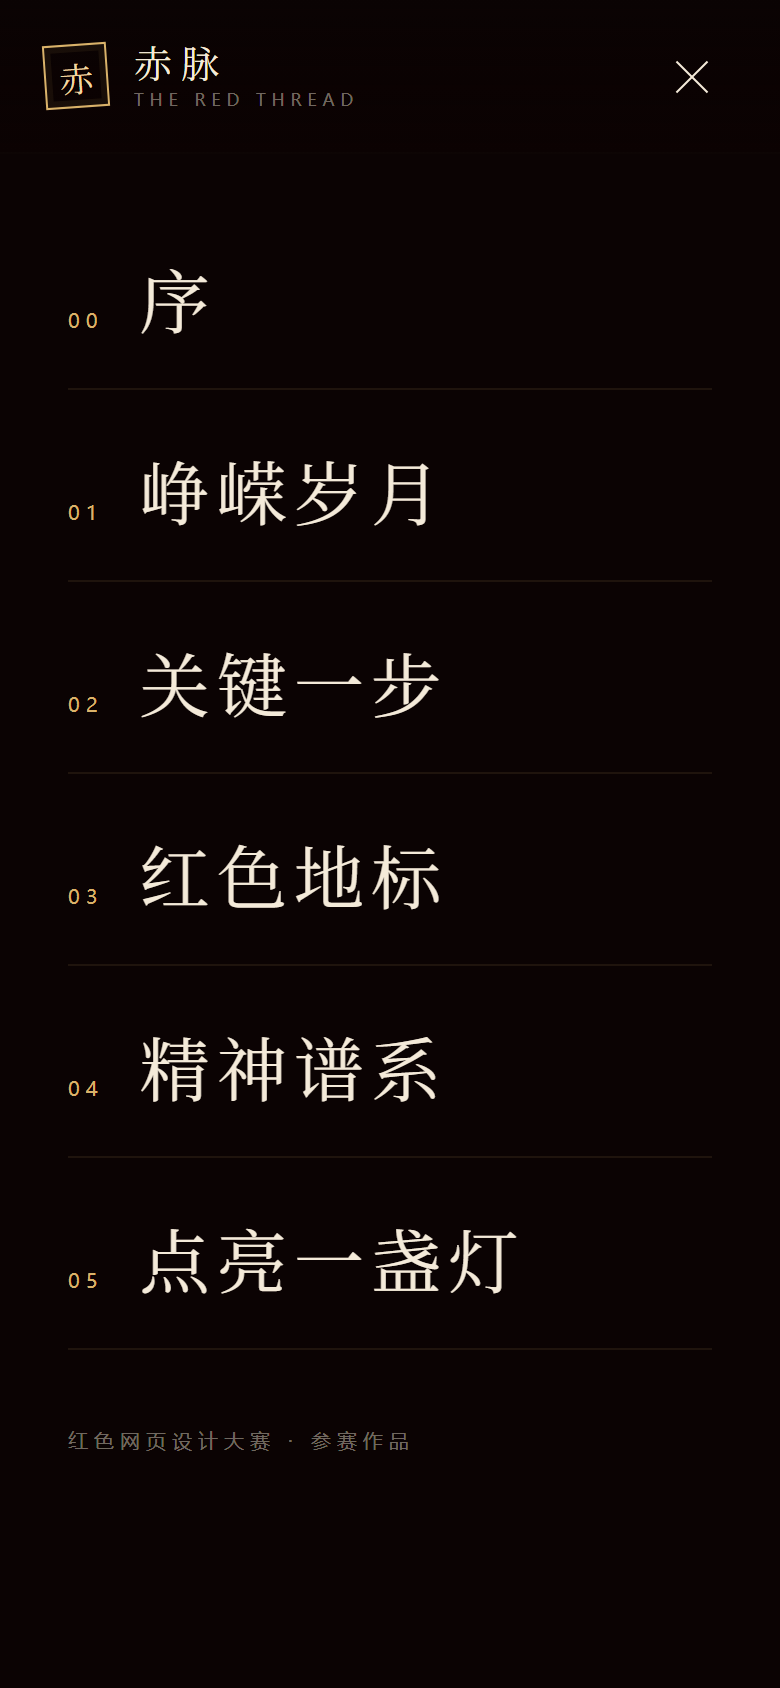 赤
赤脉
THE RED THREAD
00 序
01 峥嵘岁月
02 关键一步
03 红色地标
04 精神谱系
05 点亮一盏灯
红色网页设计大赛 · 参赛作品